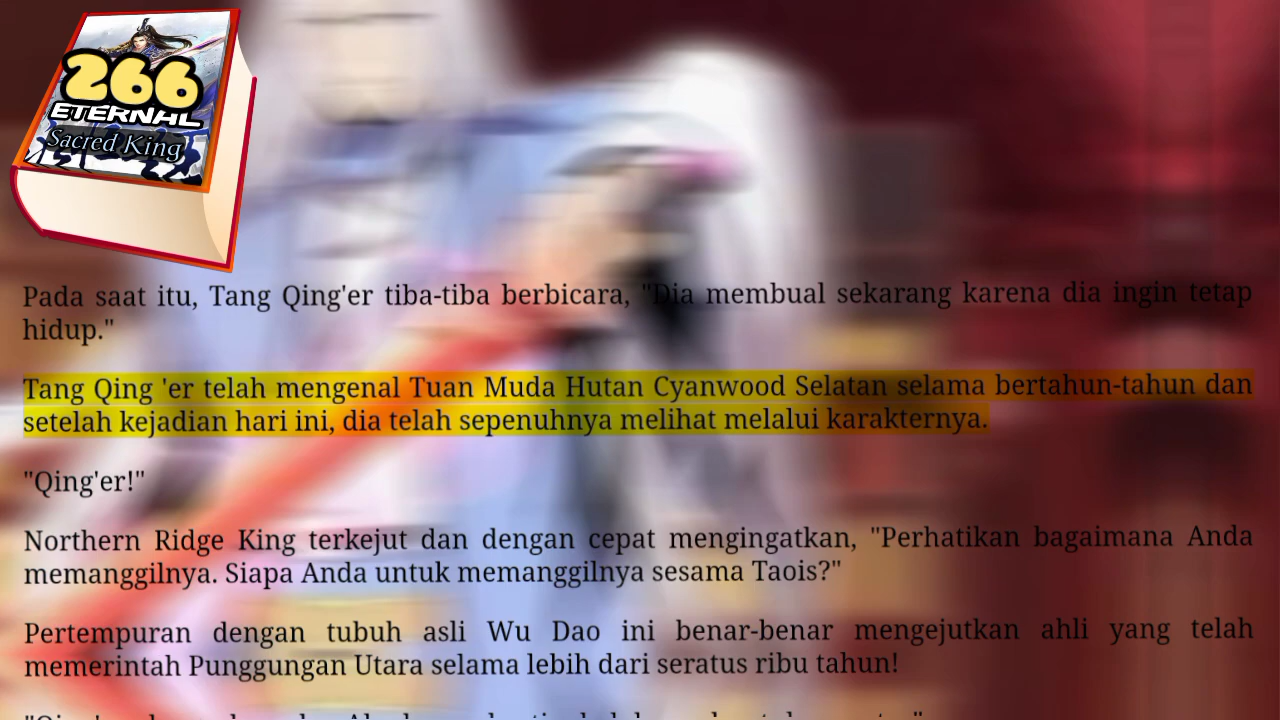 266
ETERNAL
Sacred King
Pada saat itu, Tang Qing'er tiba-tiba berbicara, "Dia membual sekarang karena dia ingin tetap
hidup."
Tang Qing 'er telah mengenal Tuan Muda Hutan Cyanwood Selatan selama bertahun-tahun dan
setelah kejadian hari ini, dia telah sepenuhnya melihat melalui karakternya.
"Qing'er!"
Northern Ridge King terkejut dan dengan cepat mengingatkan, "Perhatikan bagaimana Anda
memanggilnya. Siapa Anda untuk memanggilnya sesama Taois?"
Pertempuran dengan tubuh asli Wu Dao ini benar-benar mengejutkan ahli yang telah
memerintah Punggungan Utara selama lebih dari seratus ribu tahun!